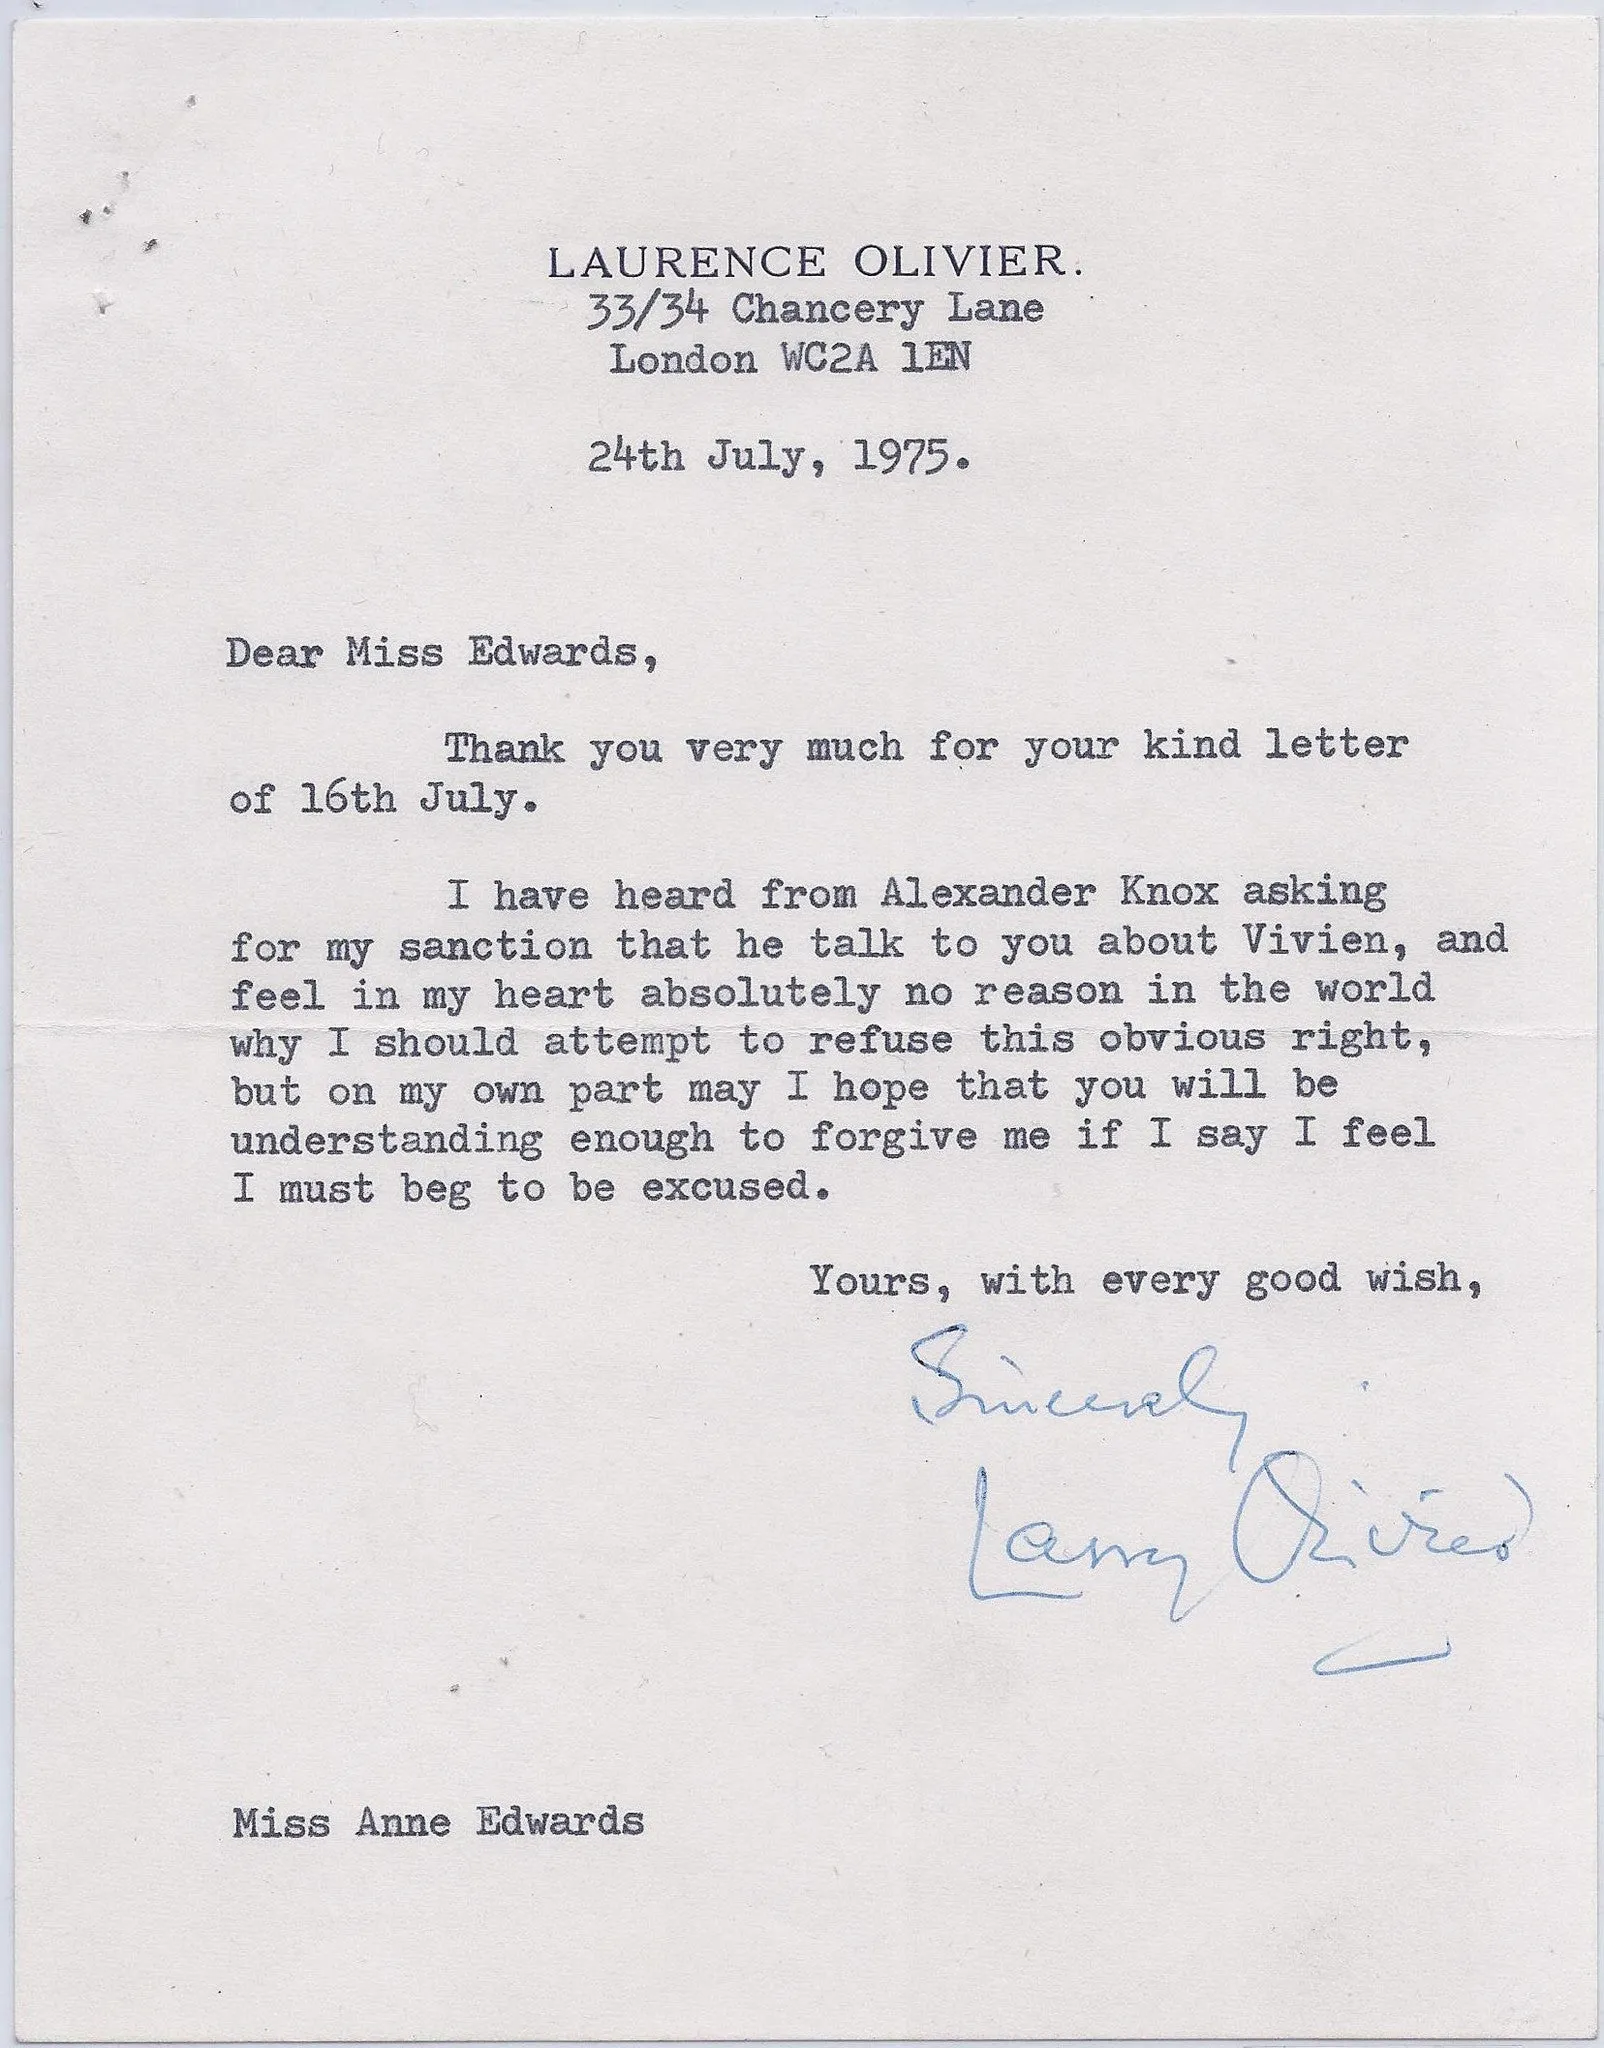 LAURENCE OLIVIER.
33/34 Chancery Lane
London WC2A 1EN
24th July, 1975.
Dear Miss Edwards,
Thank you very much for your kind letter
of 16th July.
I have heard from Alexander Knox asking
for my sanction that he talk to you about Vivien, and
feel in my heart absolutely no reason in the world
why I should attempt to refuse this obvious right,
but on my own part may I hope that you will be
understanding enough to forgive me if I say I feel
I must beg to be excused.
Yours, with every good wish,
Sincerely
Larry Olivier
Miss Anne Edwards